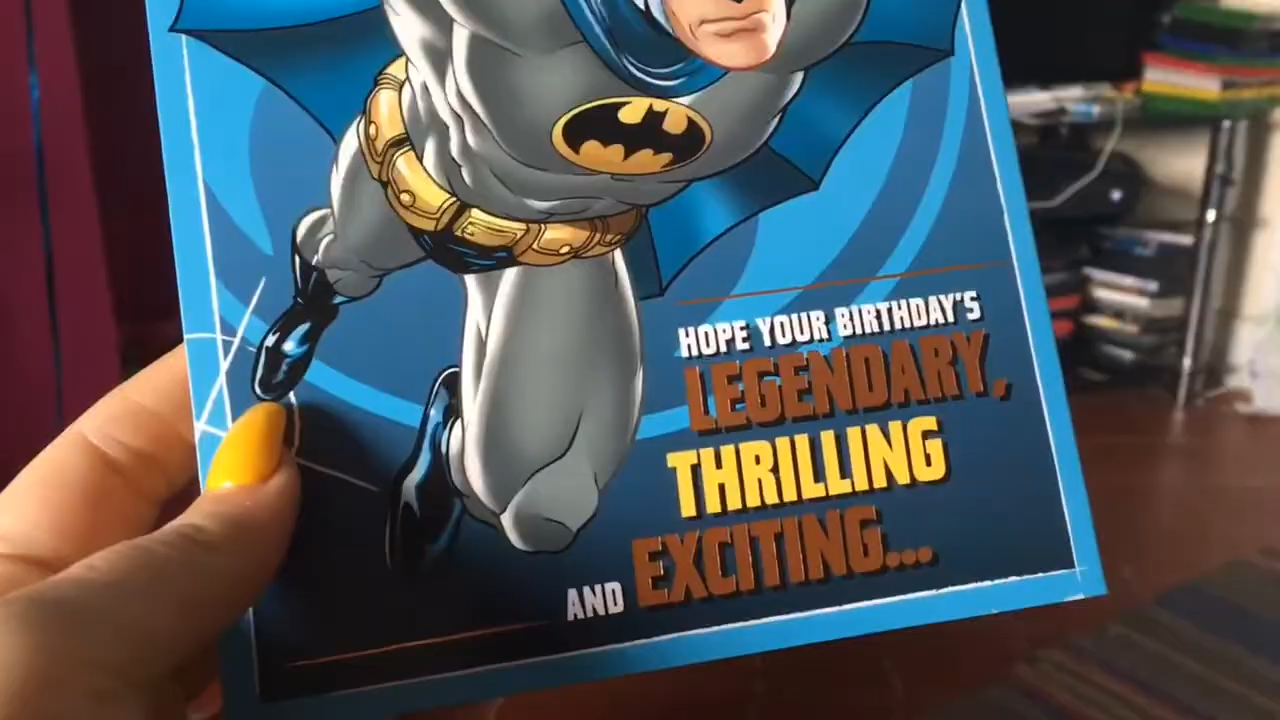 HOPE YOUR BIRTHDAY'S
LEGENDARY,
THRILLING
AND EXCITING...